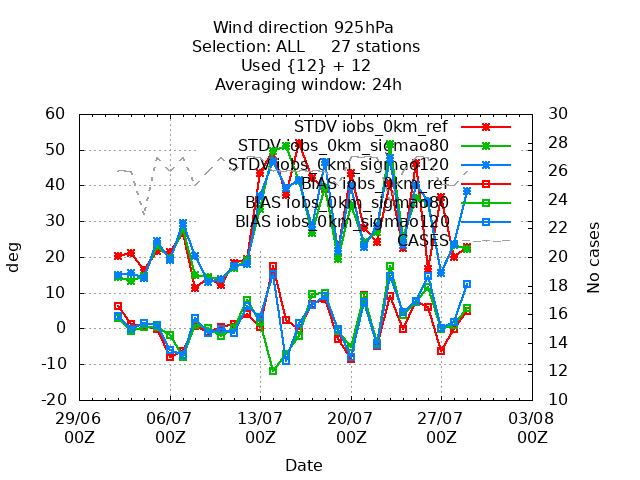 Wind direction 925hPa
Selection: ALL 27 stations
Used {12} + 12
Averaging window: 24h
60
50
40
30
20
10
0
-10
-20
30
28
26
24
22
20
18
16
14
12
10
deg
No cases
STDV iobs_0km_ref
STDV iobs_0km_sigmao80
STDV iobs_0km_sigmao120
BIAS iobs_0km_ref
BIAS iobs_0km_sigmao80
BIAS iobs_0km_sigmao120
CASES
29/06 06/07 13/07 20/07 27/07 03/08
00Z 00Z 00Z 00Z 00Z 00Z
Date